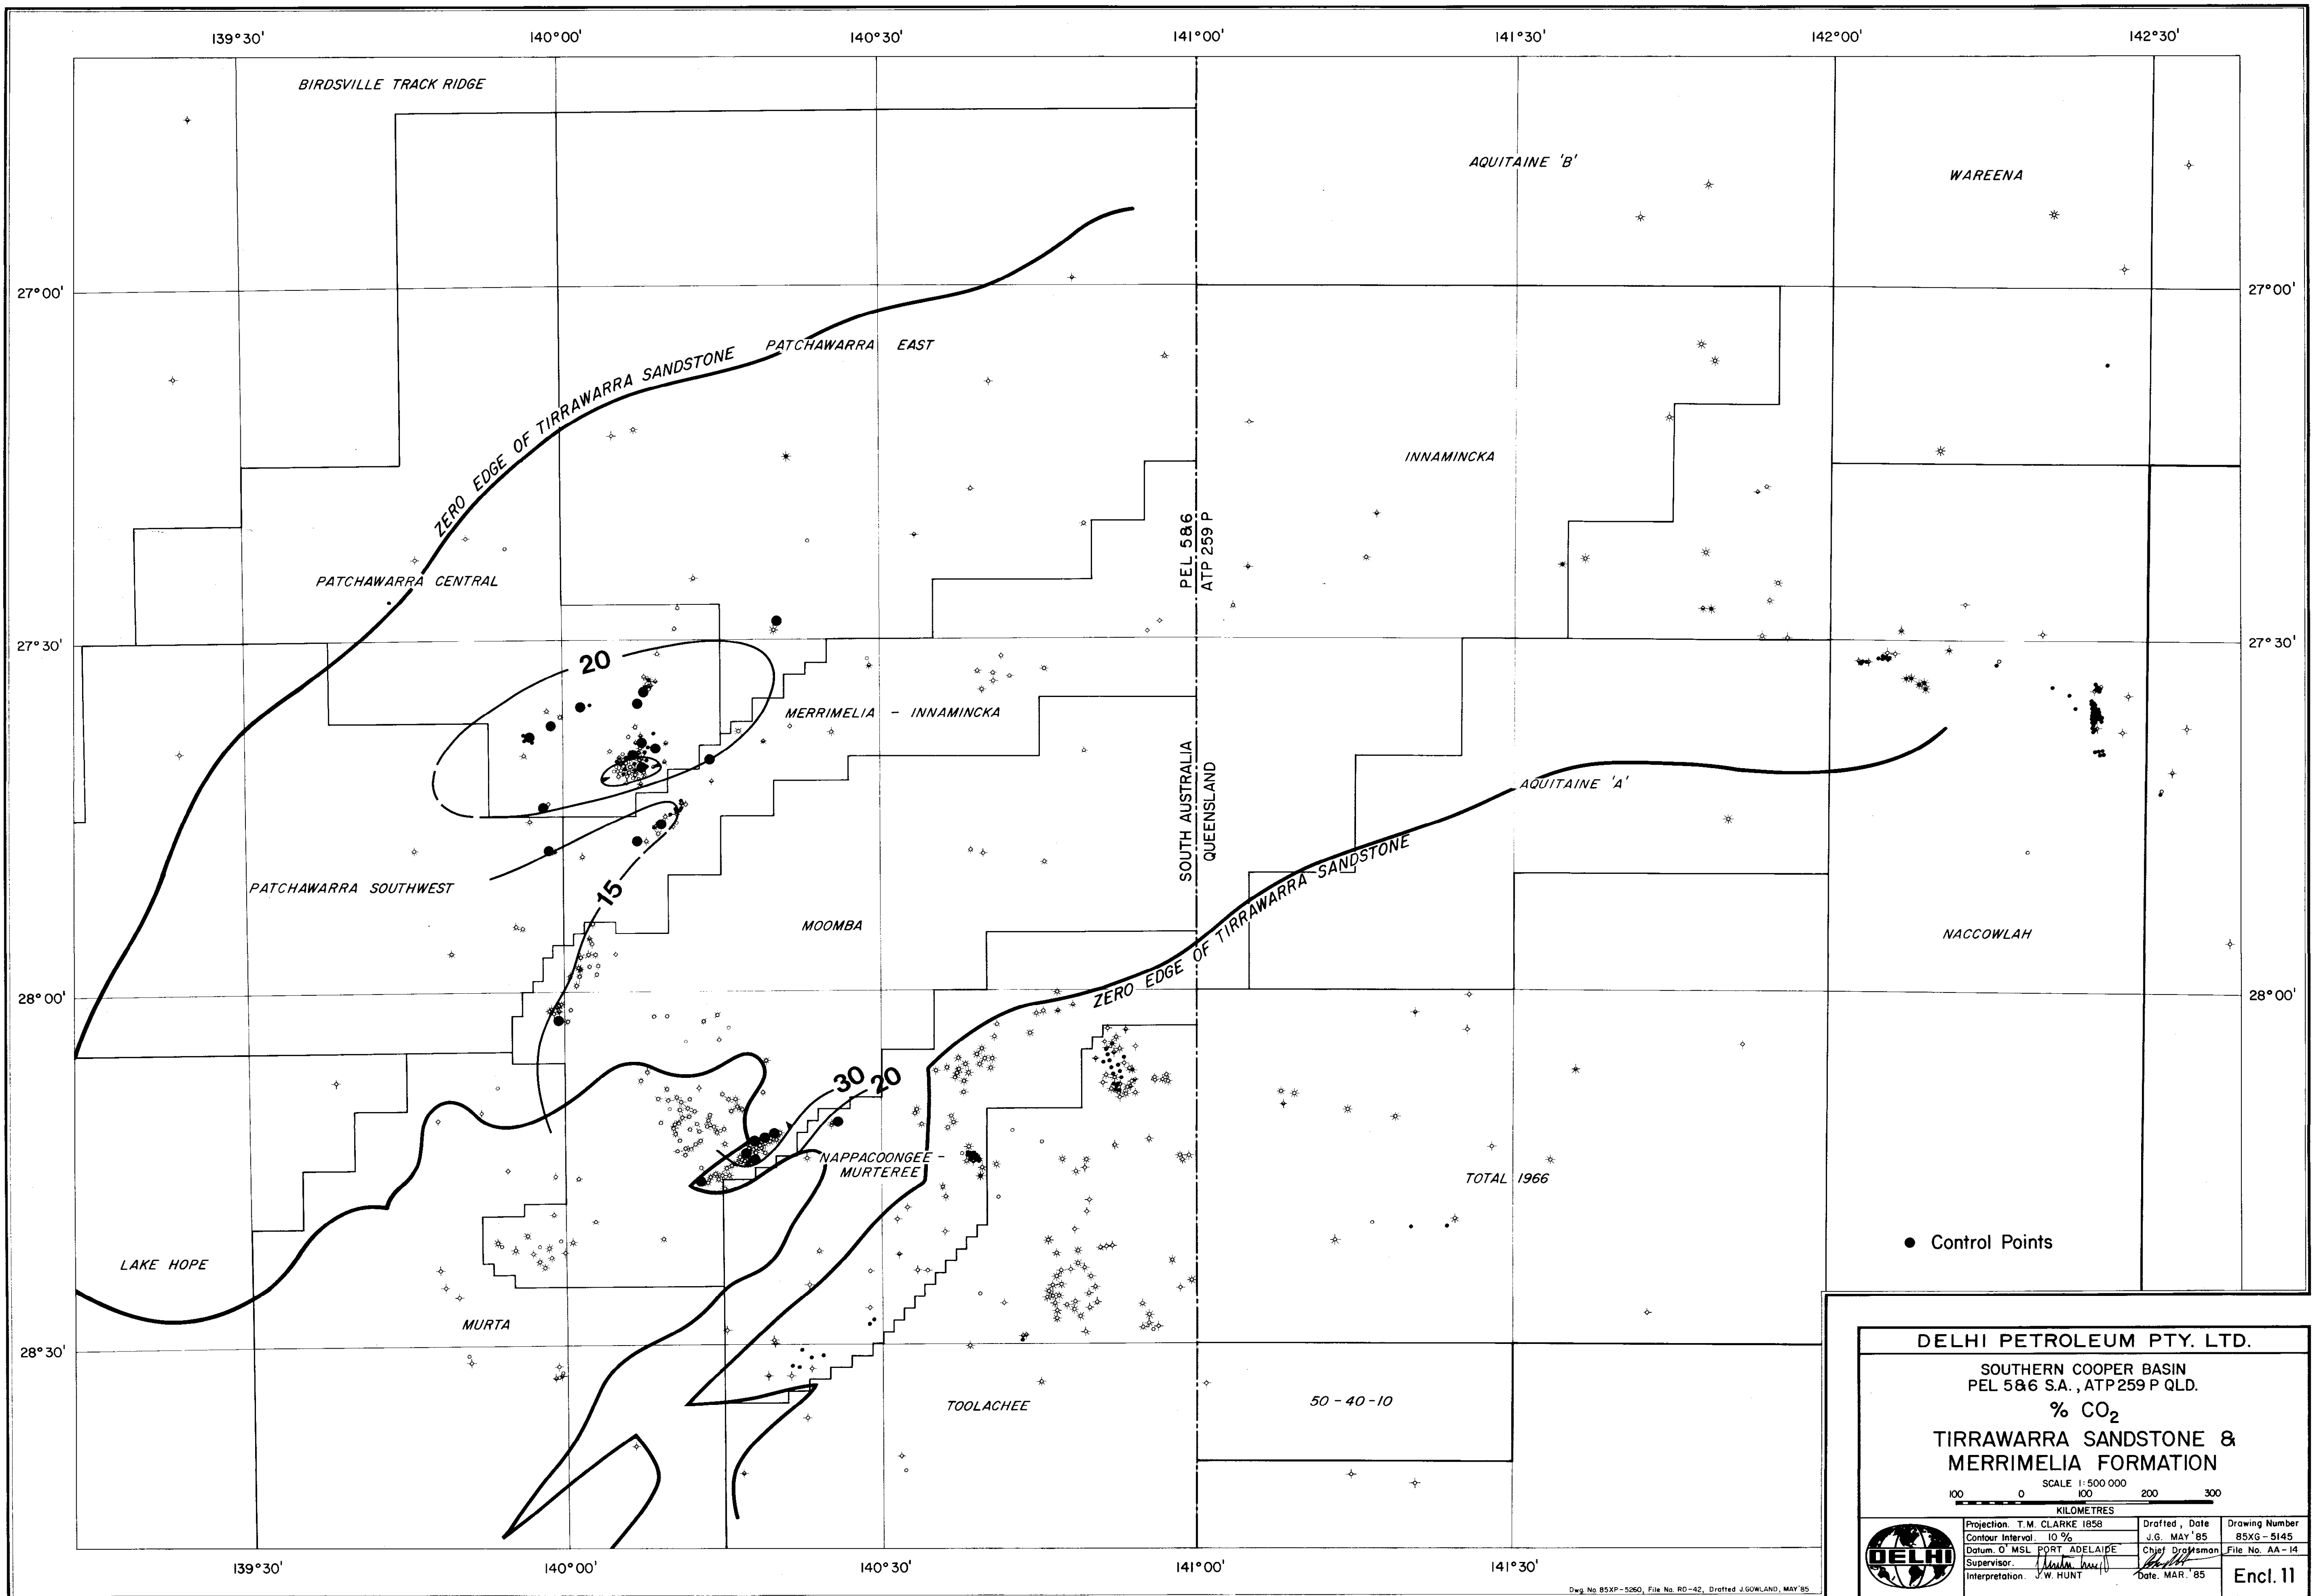 139°30'
140°00'
140°30'
141°00'
141°30'
142°00'
142°30'
BIRDSVILLE TRACK RIDGE
AQUITAINE 'B'
WAREENA
27°00'
27°00'
PATCHAWARRA EAST
ZERO EDGE OF TIRRAWARRA SANDSTONE
INNAMINCKA
PEL 5&6
ATP 259 P
PATCHAWARRA CENTRAL
27°30'
27°30'
20
MERRIMELIA - INNAMINCKA
SOUTH AUSTRALIA
QUEENSLAND
AQUITAINE 'A'
ZERO EDGE OF TIRRAWARRA SANDSTONE
PATCHAWARRA SOUTHWEST
15
MOOMBA
NACCOWLAH
28°00'
28°00'
30
20
NAPPACOONGEE -
MURTEREE
TOTAL 1966
LAKE HOPE
● Control Points
MURTA
28°30'
TOOLACHEE
50-40-10
139°30'
140°00'
140°30'
141°00'
141°30'
DELHI PETROLEUM PTY. LTD.
SOUTHERN COOPER BASIN
PEL 5&6 S.A., ATP 259 P QLD.
% CO₂
TIRRAWARRA SANDSTONE &
MERRIMELIA FORMATION
SCALE 1:500 000
100 0 100 200 300
KILOMETRES
DELHI
Projection. T.M. CLARKE 1858
Contour Interval. 10 %
Datum. 0' MSL PORT ADELAIDE
Supervisor.
Interpretation. J.W. HUNT
Drafted, Date
J.G. MAY '85
Chief Draftsman
Date. MAR. '85
Drawing Number
85XG-5145
File No. AA-14
Encl. 11
Dwg. No. 85XP-5260, File No. RD-42, Drafted J.GOWLAND, MAY '85